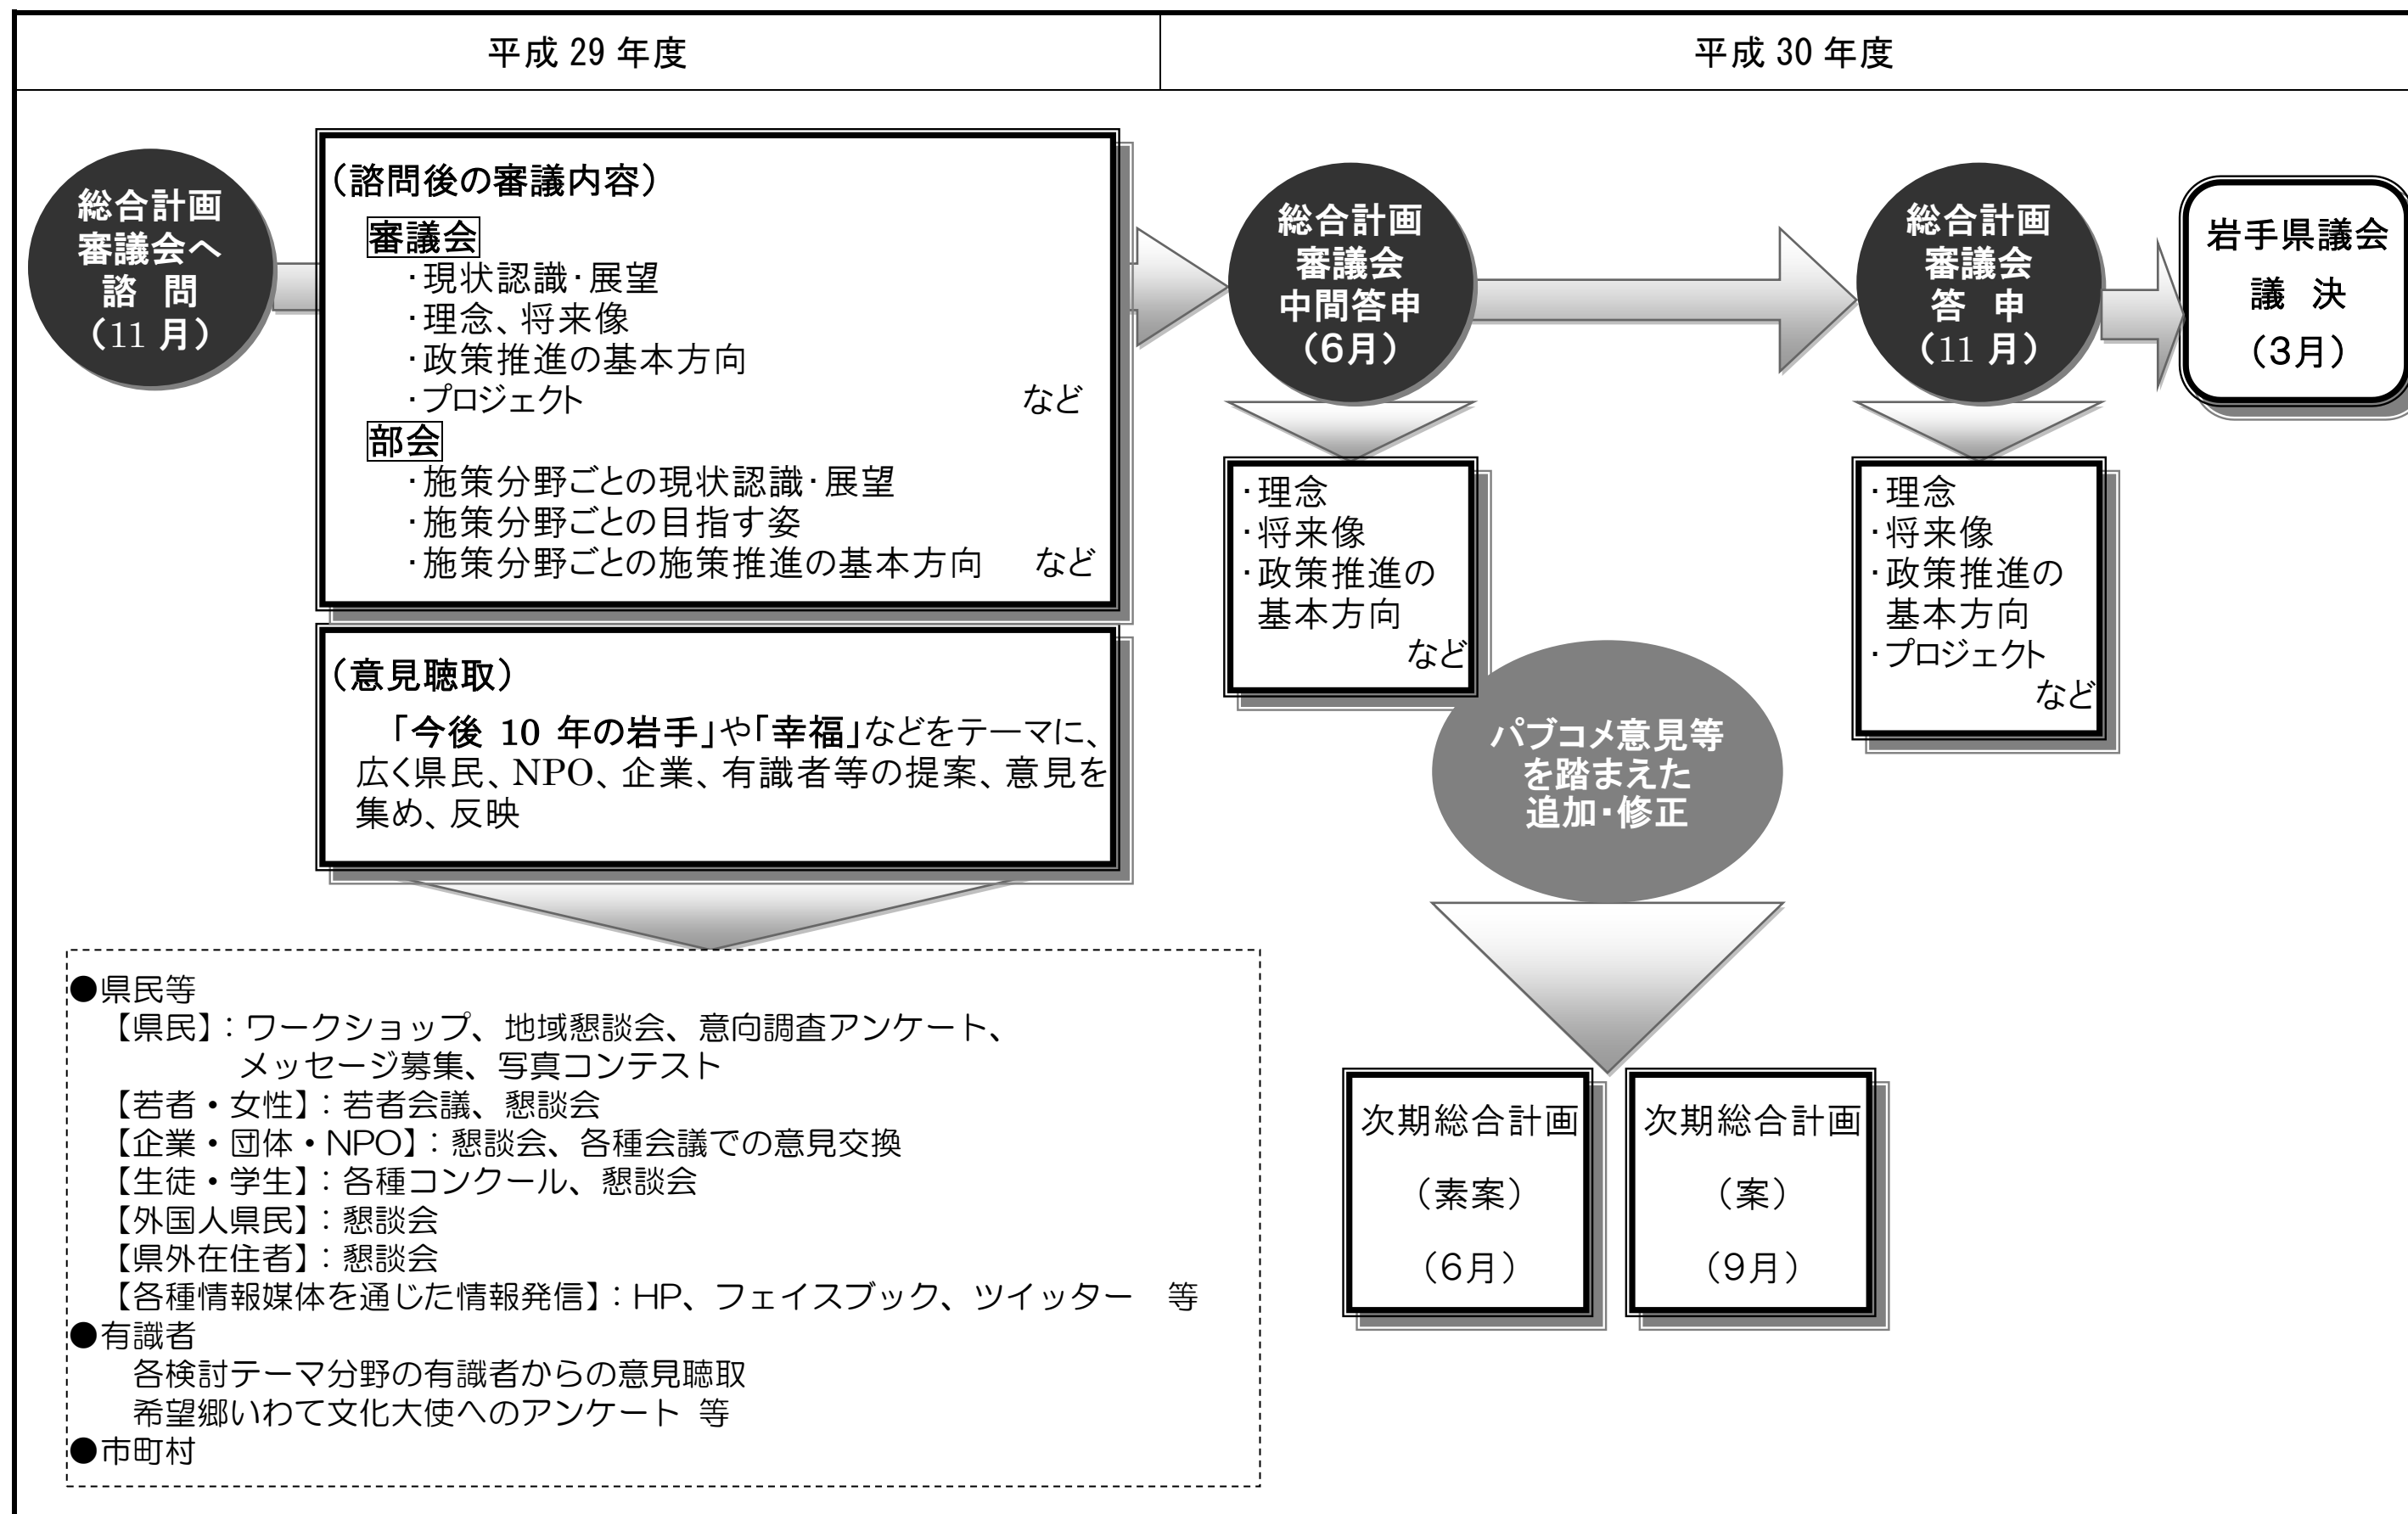 平成 29 年度
平成 30 年度
総合計画
審議会へ
諮 問
(11 月)
(諮問後の審議内容)
審議会
・現状認識・展望
・理念、将来像
・政策推進の基本方向
・プロジェクト など
部会
・施策分野ごとの現状認識・展望
・施策分野ごとの目指す姿
・施策分野ごとの施策推進の基本方向 など
(意見聴取)
「今後 10 年の岩手」や「幸福」などをテーマに、
広く県民、NPO、企業、有識者等の提案、意見を
集め、反映
●県民等
【県民】：ワークショップ、地域懇談会、意向調査アンケート、
メッセージ募集、写真コンテスト
【若者・女性】：若者会議、懇談会
【企業・団体・NPO】：懇談会、各種会議での意見交換
【生徒・学生】：各種コンクール、懇談会
【外国人県民】：懇談会
【県外在住者】：懇談会
【各種情報媒体を通じた情報発信】：HP、フェイスブック、ツイッター 等
●有識者
各検討テーマ分野の有識者からの意見聴取
希望郷いわて文化大使へのアンケート 等
●市町村
総合計画
審議会
中間答申
(6月)
・理念
・将来像
・政策推進の
基本方向
など
パブコメ意見等
を踏まえた
追加・修正
次期総合計画
(素案)
(6月)
次期総合計画
(案)
(9月)
総合計画
審議会
答 申
(11 月)
・理念
・将来像
・政策推進の
基本方向
・プロジェクト
など
岩手県議会
議 決
(3月)